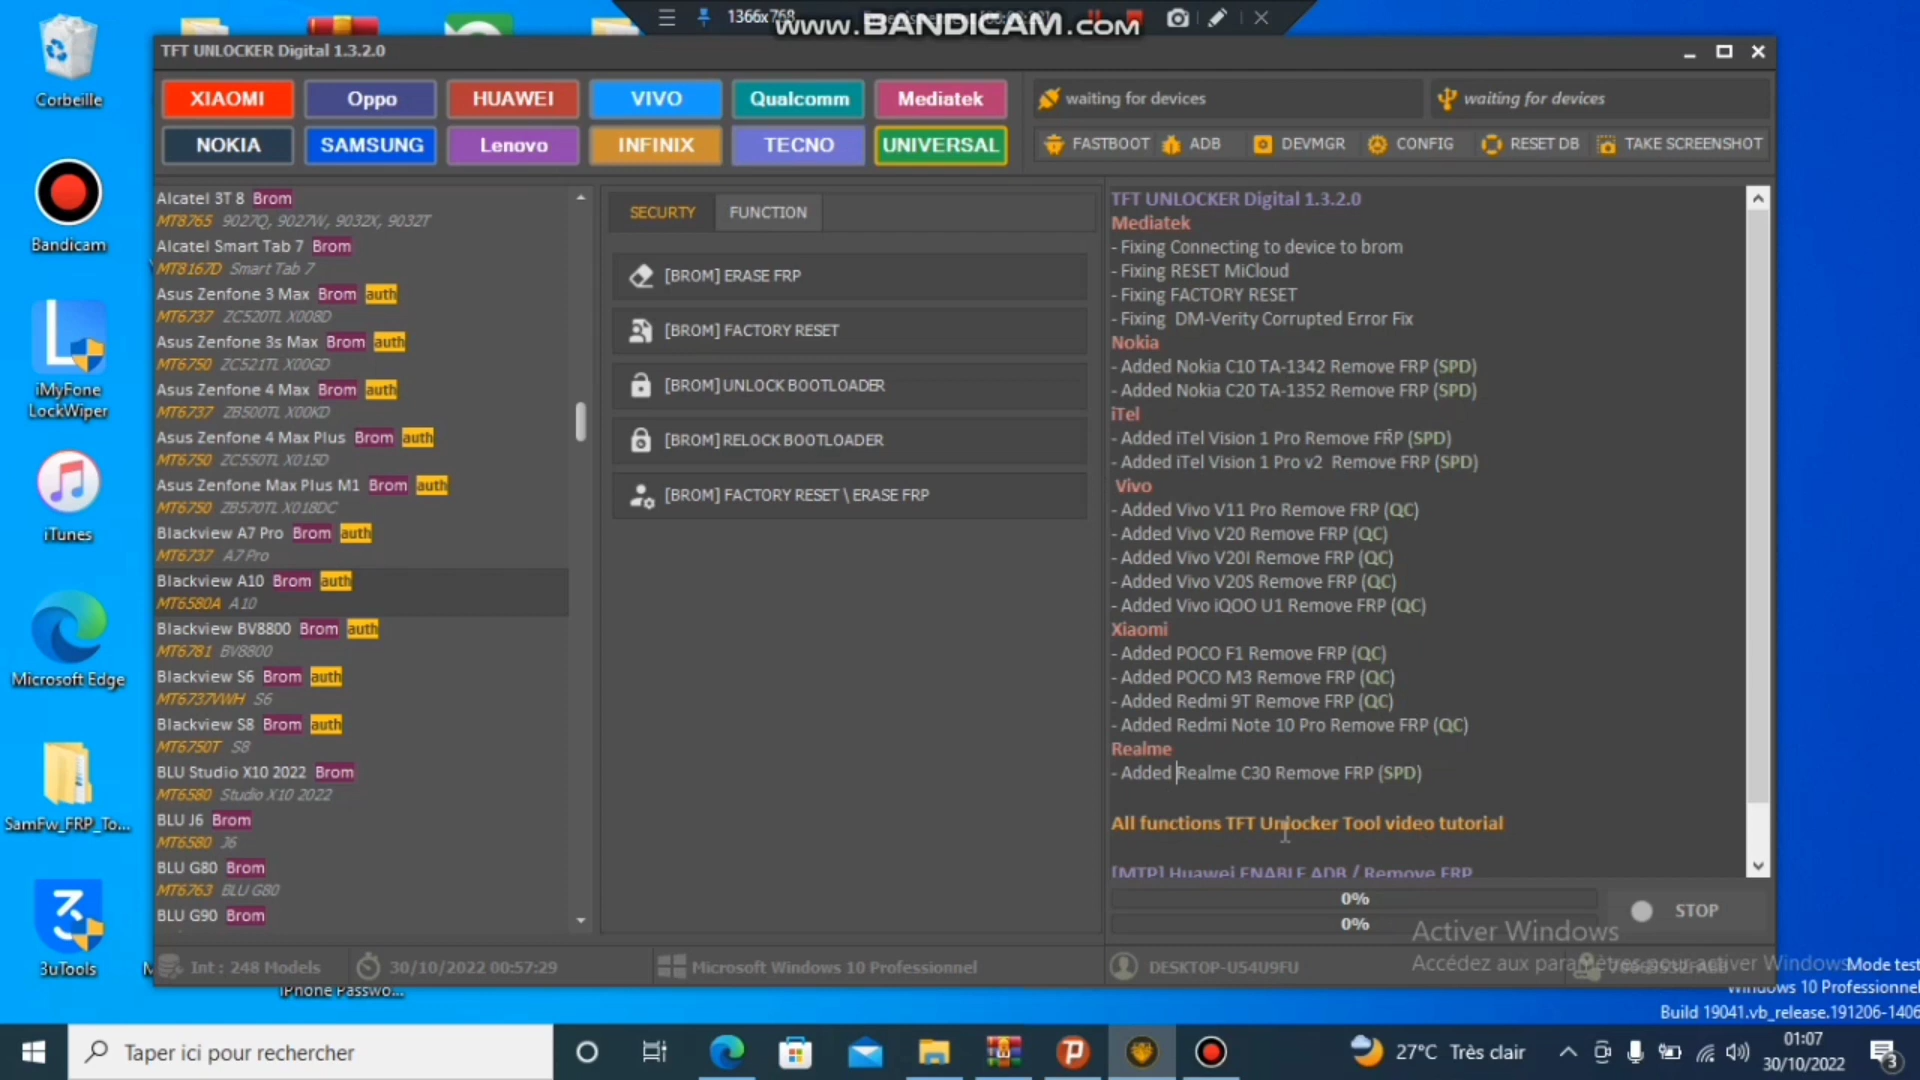 1366x768
www.BANDICAM.com
TFT UNLOCKER Digital 1.3.2.0
XIAOMI
Oppo
HUAWEI
VIVO
Qualcomm
Mediatek
NOKIA
SAMSUNG
Lenovo
INFINIX
TECNO
UNIVERSAL
waiting for devices
waiting for devices
FASTBOOT
ADB
DEVMGR
CONFIG
RESET DB
TAKE SCREENSHOT
Corbeille
Bandicam
iMyFone
LockWiper
iTunes
Microsoft Edge
SamFw_FRP_To...
3uTools
Alcatel 3T 8 Brom
MT8765 9027Q, 9027W, 9032X, 9032T
Alcatel Smart Tab 7 Brom
MT8167D Smart Tab 7
Asus Zenfone 3 Max Brom auth
MT6737 ZC520TL X008D
Asus Zenfone 3s Max Brom auth
MT6750 ZC521TL X00GD
Asus Zenfone 4 Max Brom auth
MT6737 ZB500TL X00KD
Asus Zenfone 4 Max Plus Brom auth
MT6750 ZC550TL X015D
Asus Zenfone Max Plus M1 Brom auth
MT6750 ZB570TL X018DC
Blackview A7 Pro Brom auth
MT6737 A7 Pro
Blackview A10 Brom auth
MT6580A A10
Blackview BV8800 Brom auth
MT6781 BV8800
Blackview S6 Brom auth
MT6737VWH S6
Blackview S8 Brom auth
MT6750T S8
BLU Studio X10 2022 Brom
MT6580 Studio X10 2022
BLU J6 Brom
MT6580 J6
BLU G80 Brom
MT6763 BLU G80
BLU G90 Brom
SECURTY
FUNCTION
[BROM] ERASE FRP
[BROM] FACTORY RESET
[BROM] UNLOCK BOOTLOADER
[BROM] RELOCK BOOTLOADER
[BROM] FACTORY RESET \ ERASE FRP
TFT UNLOCKER Digital 1.3.2.0
Mediatek
- Fixing Connecting to device to brom
- Fixing RESET MiCloud
- Fixing FACTORY RESET
- Fixing DM-Verity Corrupted Error Fix
Nokia
- Added Nokia C10 TA-1342 Remove FRP (SPD)
- Added Nokia C20 TA-1352 Remove FRP (SPD)
iTel
- Added iTel Vision 1 Pro Remove FRP (SPD)
- Added iTel Vision 1 Pro v2 Remove FRP (SPD)
Vivo
- Added Vivo V11 Pro Remove FRP (QC)
- Added Vivo V20 Remove FRP (QC)
- Added Vivo V20I Remove FRP (QC)
- Added Vivo V20S Remove FRP (QC)
- Added Vivo iQOO U1 Remove FRP (QC)
Xiaomi
- Added POCO F1 Remove FRP (QC)
- Added POCO M3 Remove FRP (QC)
- Added Redmi 9T Remove FRP (QC)
- Added Redmi Note 10 Pro Remove FRP (QC)
Realme
- Added Realme C30 Remove FRP (SPD)
All functions TFT Unlocker Tool video tutorial
[MTP] Huawei ENABLE ADB / Remove FRP
0%
0%
STOP
Activer Windows
Accédez aux paramètres pour activer Windows
Int : 248 Models
30/10/2022 00:57:29
Microsoft Windows 10 Professionnel
DESKTOP-U54U9FU
iPhone Passwo...
Mode test
Windows 10 Professionnel
Build 19041.vb_release.191206-1406
Taper ici pour rechercher
27°C Très clair
01:07
30/10/2022
3